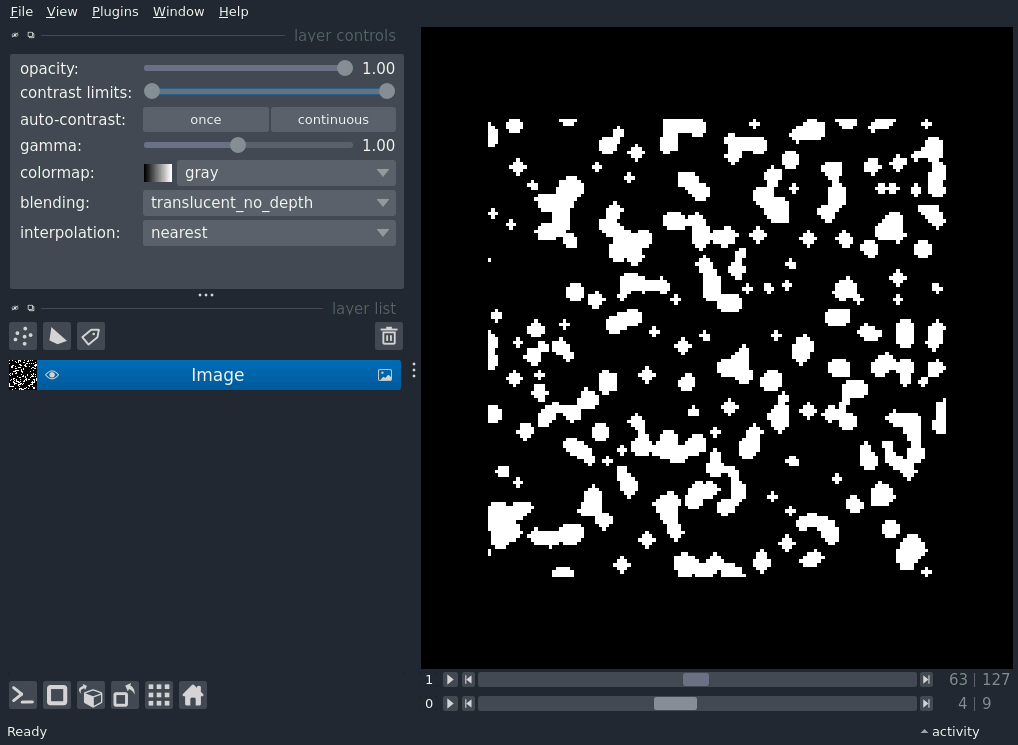 File View Plugins Window Help
layer controls
opacity: 1.00
contrast limits:
auto-contrast: once continuous
gamma: 1.00
colormap: gray
blending: translucent_no_depth
interpolation: nearest
layer list
Image
1 63 | 127
0 4 | 9
Ready activity